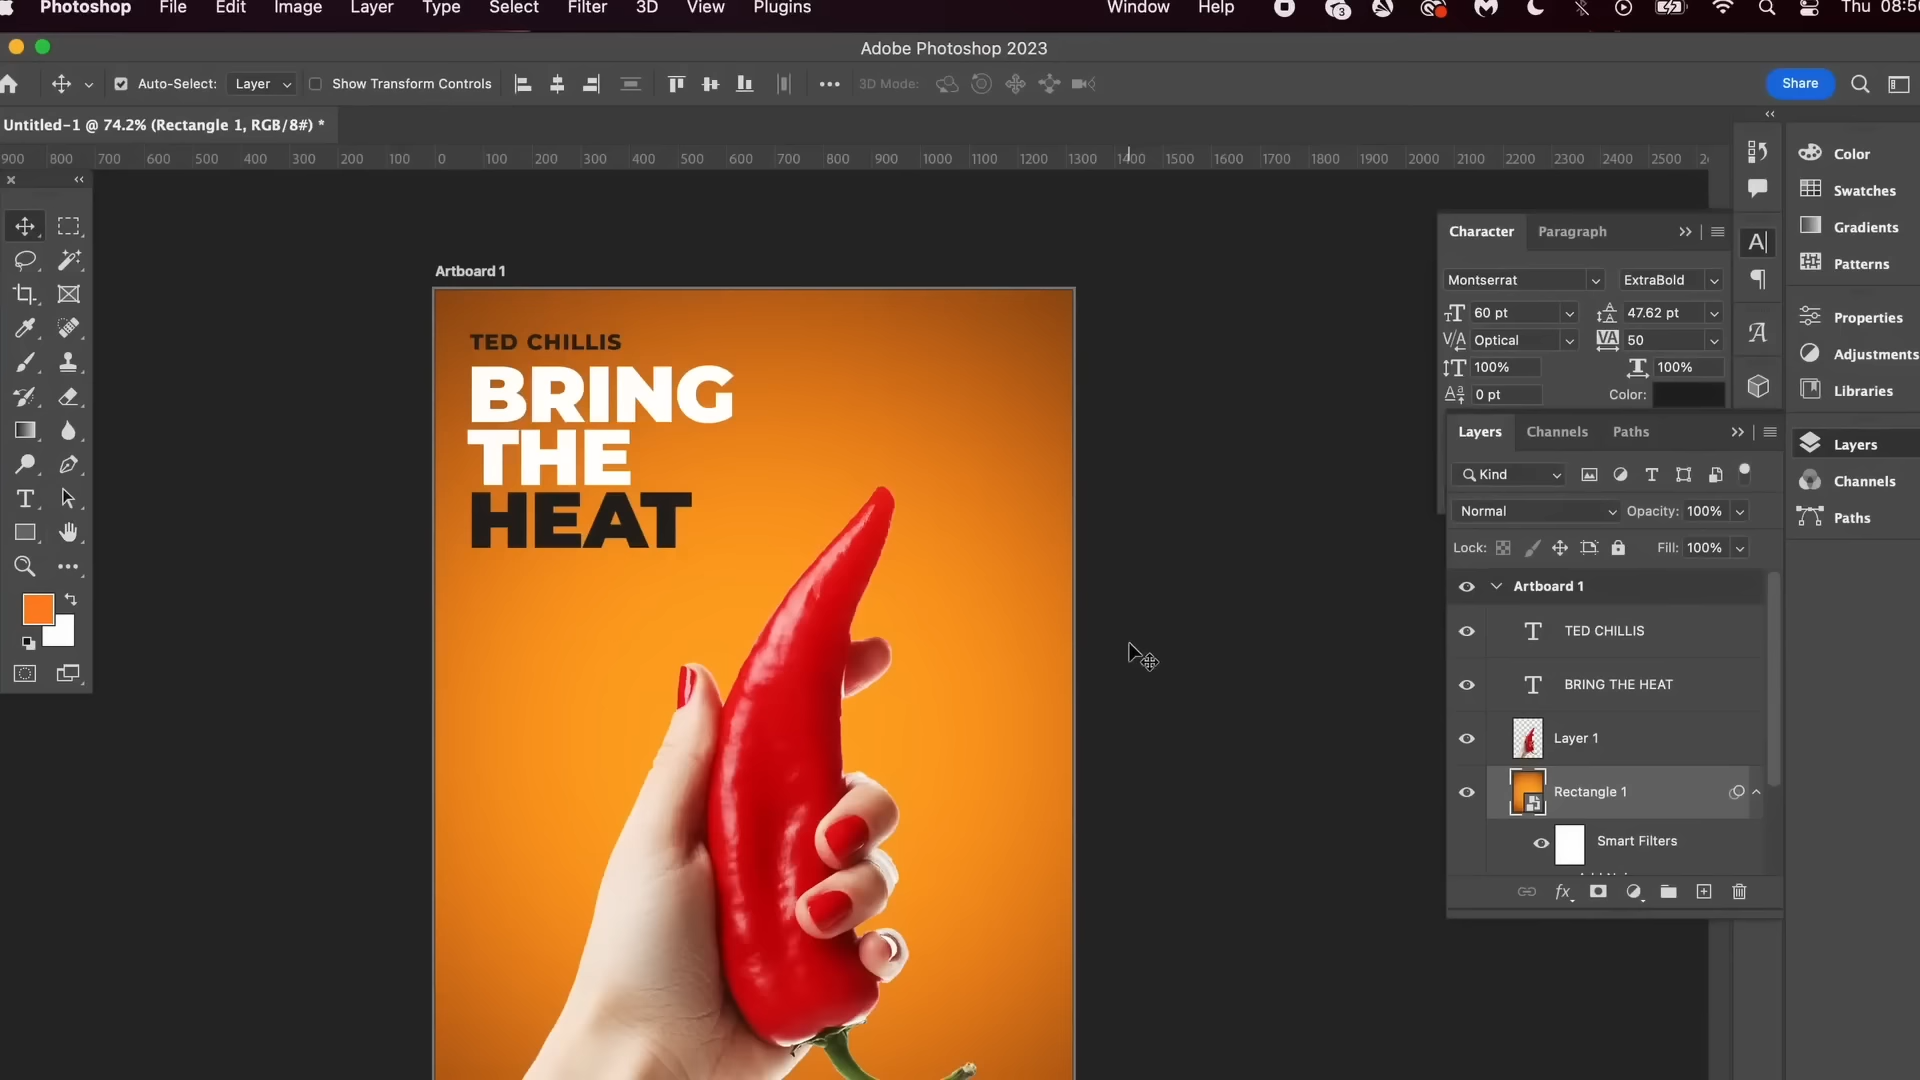 Photoshop File Edit Image Layer Type Select Filter 3D View Plugins Window Help 3 Thu
Adobe Photoshop 2023
Auto-Select: Layer Show Transform Controls 3D Mode: Share
Untitled-1 @ 74.2% (Rectangle 1, RGB/8#) *
900 800 700 600 500 400 300 200 100 0 100 200 300 400 500 600 700 800 900 1000 1100 1200 1300 1400 1500 1600 1700 1800 1900 2000 2100 2200 2300 2400 2500
Artboard 1
TED CHILLIS
BRING
THE
HEAT
Character Paragraph
Montserrat ExtraBold
60 pt 47.62 pt
Optical 50
100% 100%
0 pt Color:
Layers Channels Paths
Kind
Normal Opacity: 100%
Lock: Fill: 100%
Artboard 1
TED CHILLIS
BRING THE HEAT
Layer 1
Rectangle 1
Smart Filters
Color
Swatches
Gradients
Patterns
Properties
Adjustments
Libraries
Layers
Channels
Paths